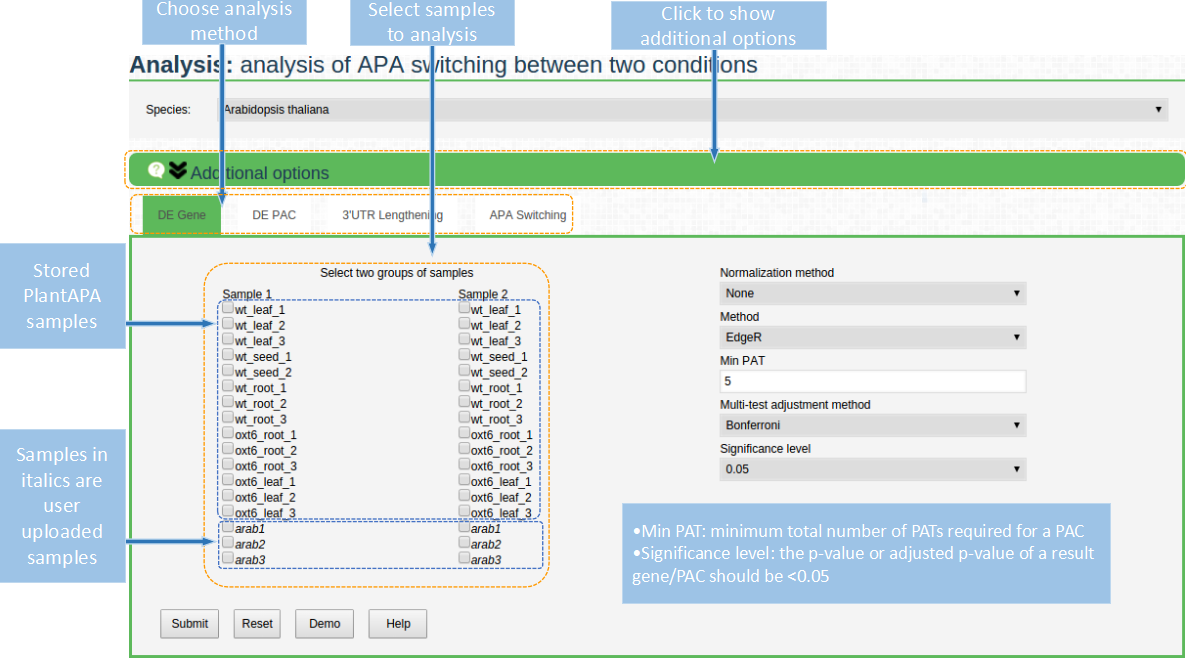 Choose analysis
method
Select samples
to analysis
Click to show
additional options
Analysis: analysis of APA switching between two conditions
Species:
Arabidopsis thaliana
Additional options
DE Gene
DE PAC
3'UTR Lengthening
APA Switching
Stored
PlantAPA
samples
Samples in
italics are
user
uploaded
samples
Select two groups of samples
Sample 1
wt_leaf_1
wt_leaf_2
wt_leaf_3
wt_seed_1
wt_seed_2
wt_root_1
wt_root_2
wt_root_3
oxt6_root_1
oxt6_root_2
oxt6_root_3
oxt6_leaf_1
oxt6_leaf_2
oxt6_leaf_3
arab1
arab2
arab3
Sample 2
wt_leaf_1
wt_leaf_2
wt_leaf_3
wt_seed_1
wt_seed_2
wt_root_1
wt_root_2
wt_root_3
oxt6_root_1
oxt6_root_2
oxt6_root_3
oxt6_leaf_1
oxt6_leaf_2
oxt6_leaf_3
arab1
arab2
arab3
Normalization method
None
Method
EdgeR
Min PAT
5
Multi-test adjustment method
Bonferroni
Significance level
0.05
•Min PAT: minimum total number of PATs required for a PAC
•Significance level: the p-value or adjusted p-value of a result
gene/PAC should be <0.05
Submit
Reset
Demo
Help